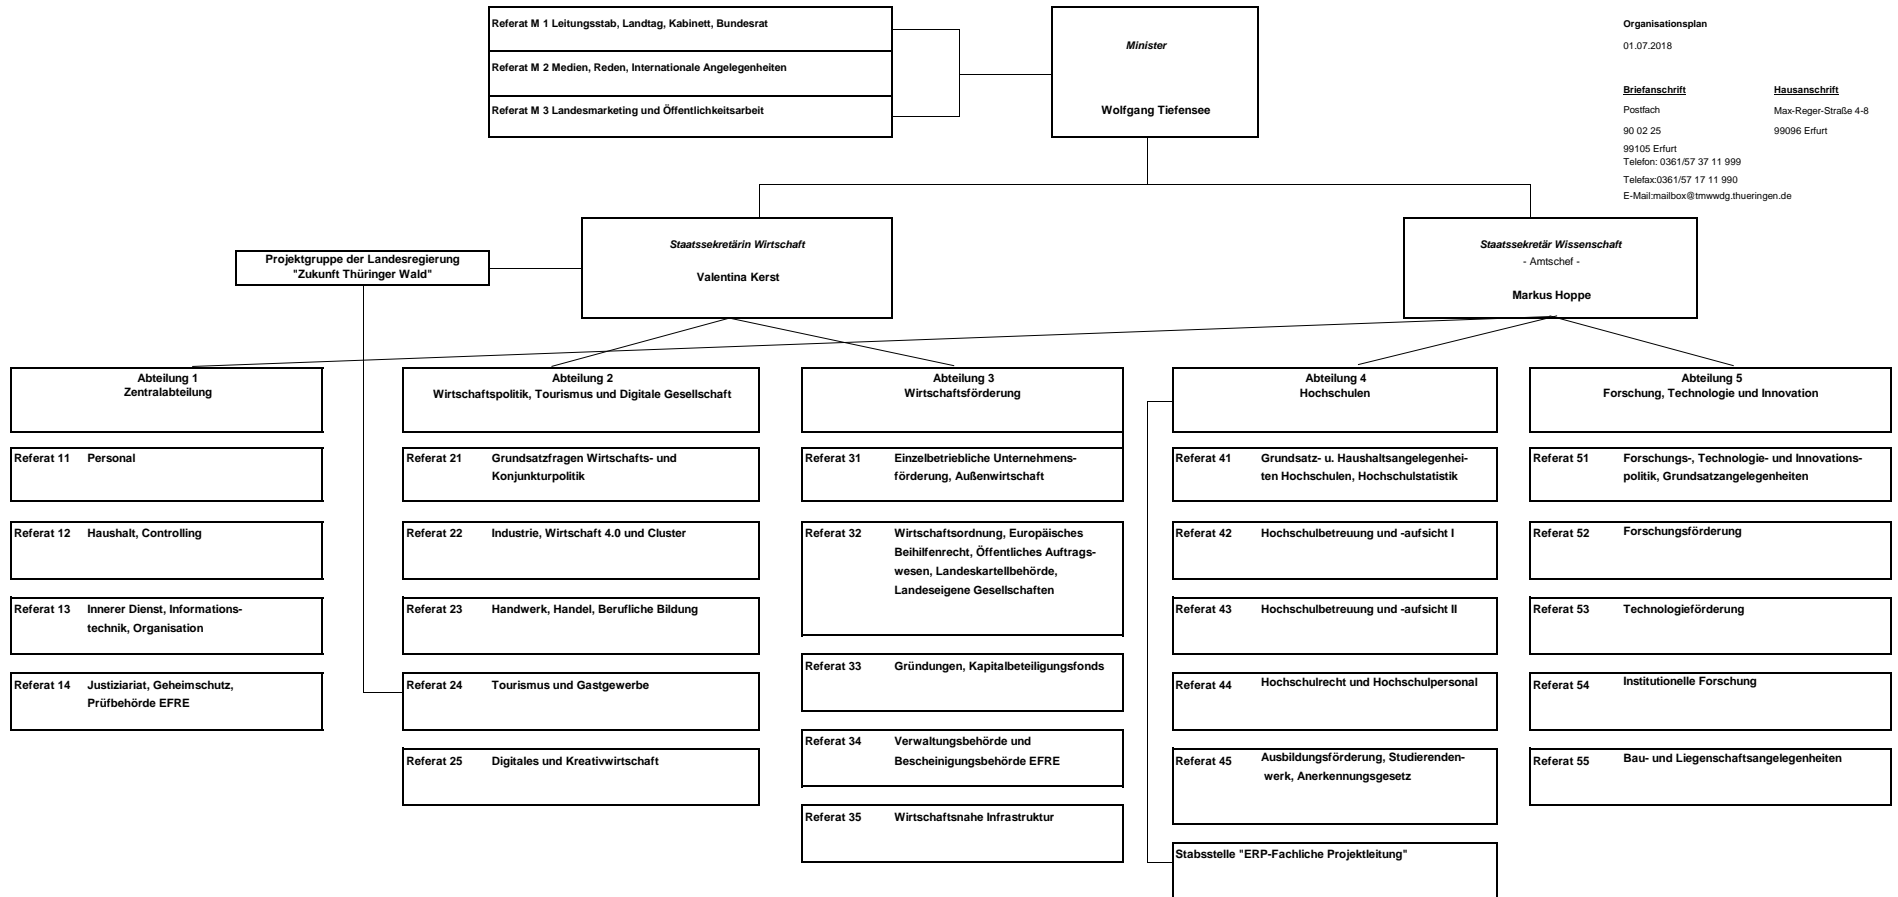 Referat M 1 Leitungsstab, Landtag, Kabinett, Bundesrat
Referat M 2 Medien, Reden, Internationale Angelegenheiten
Referat M 3 Landesmarketing und Öffentlichkeitsarbeit
Minister
Wolfgang Tiefensee
Organisationsplan
01.07.2018
Briefanschrift
Postfach
90 02 25
99105 Erfurt
Telefon: 0361/57 37 11 999
Telefax:0361/57 17 11 990
E-Mail:mailbox@tmwwdg.thueringen.de
Hausanschrift
Max-Reger-Straße 4-8
99096 Erfurt
Projektgruppe der Landesregierung
"Zukunft Thüringer Wald"
Staatssekretärin Wirtschaft
Valentina Kerst
Staatssekretär Wissenschaft
- Amtschef -
Markus Hoppe
Abteilung 1
Zentralabteilung
Referat 11 Personal
Referat 12 Haushalt, Controlling
Referat 13 Innerer Dienst, Informations-
technik, Organisation
Referat 14 Justiziariat, Geheimschutz,
Prüfbehörde EFRE
Abteilung 2
Wirtschaftspolitik, Tourismus und Digitale Gesellschaft
Referat 21 Grundsatzfragen Wirtschafts- und
Konjunkturpolitik
Referat 22 Industrie, Wirtschaft 4.0 und Cluster
Referat 23 Handwerk, Handel, Berufliche Bildung
Referat 24 Tourismus und Gastgewerbe
Referat 25 Digitales und Kreativwirtschaft
Abteilung 3
Wirtschaftsförderung
Referat 31 Einzelbetriebliche Unternehmens-
förderung, Außenwirtschaft
Referat 32 Wirtschaftsordnung, Europäisches
Beihilfenrecht, Öffentliches Auftrags-
wesen, Landeskartellbehörde,
Landeseigene Gesellschaften
Referat 33 Gründungen, Kapitalbeteiligungsfonds
Referat 34 Verwaltungsbehörde und
Bescheinigungsbehörde EFRE
Referat 35 Wirtschaftsnahe Infrastruktur
Abteilung 4
Hochschulen
Referat 41 Grundsatz- u. Haushaltsangelegenhei-
ten Hochschulen, Hochschulstatistik
Referat 42 Hochschulbetreuung und -aufsicht I
Referat 43 Hochschulbetreuung und -aufsicht II
Referat 44 Hochschulrecht und Hochschulpersonal
Referat 45 Ausbildungsförderung, Studierenden-
werk, Anerkennungsgesetz
Stabsstelle "ERP-Fachliche Projektleitung"
Abteilung 5
Forschung, Technologie und Innovation
Referat 51 Forschungs-, Technologie- und Innovations-
politik, Grundsatzangelegenheiten
Referat 52 Forschungsförderung
Referat 53 Technologieförderung
Referat 54 Institutionelle Forschung
Referat 55 Bau- und Liegenschaftsangelegenheiten